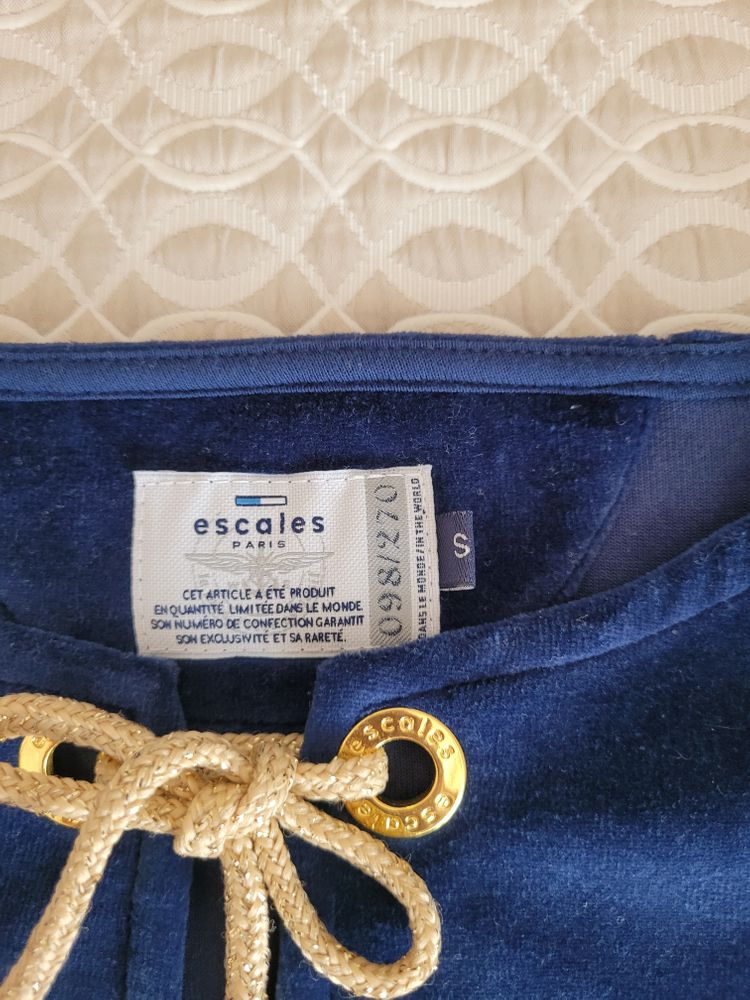 escales
PARIS
CET ARTICLE A ÉTÉ PRODUIT
EN QUANTITÉ LIMITÉE DANS LE MONDE.
SON NUMÉRO DE CONFECTION GARANTIT
SON EXCLUSIVITÉ ET SA RARETÉ.
098/270
DANS LE MONDE/IN THE WORLD
S
escales
escales